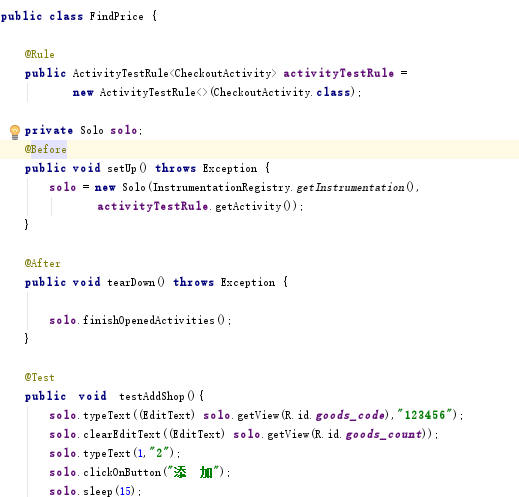 public class FindPrice {
@Rule
public ActivityTestRule<CheckoutActivity> activityTestRule =
new ActivityTestRule<>(CheckoutActivity.class);
private Solo solo;
@Before
public void setUp() throws Exception {
solo = new Solo(InstrumentationRegistry.getInstrumentation(),
activityTestRule.getActivity());
}
@After
public void tearDown() throws Exception {
solo.finishOpenedActivities();
}
@Test
public void testAddShop(){
solo.typeText((EditText) solo.getView(R.id.goods_code),"123456");
solo.clearEditText((EditText) solo.getView(R.id.goods_count));
solo.typeText(1,"2");
solo.clickOnButton("添　加");
solo.sleep(15);